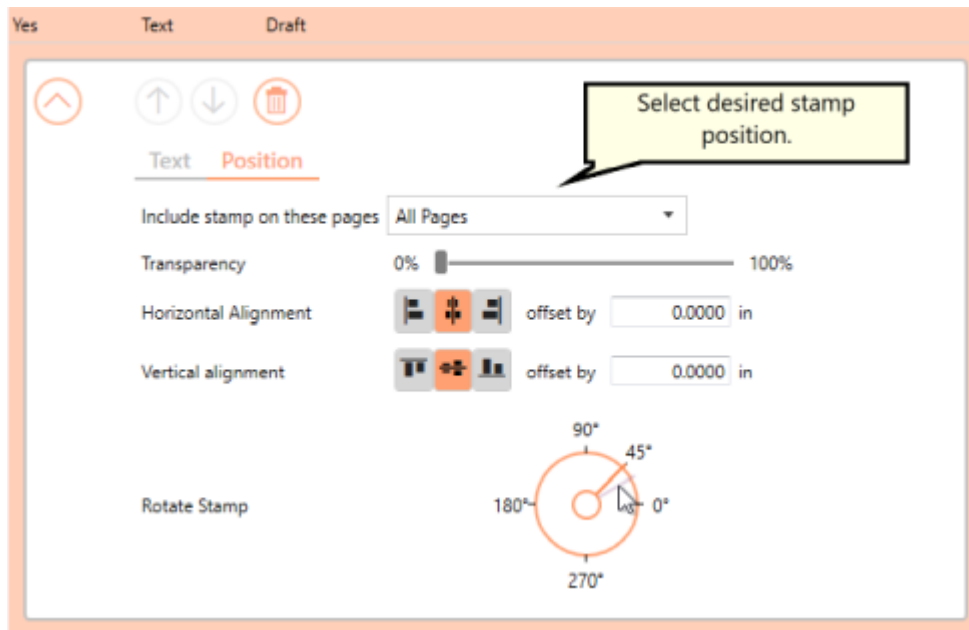 Yes Text Draft
Select desired stamp
position.
Text Position
Include stamp on these pages All Pages
Transparency 0% 100%
Horizontal Alignment offset by 0.0000 in
Vertical alignment offset by 0.0000 in
90°
45°
Rotate Stamp 180° 0°
270°